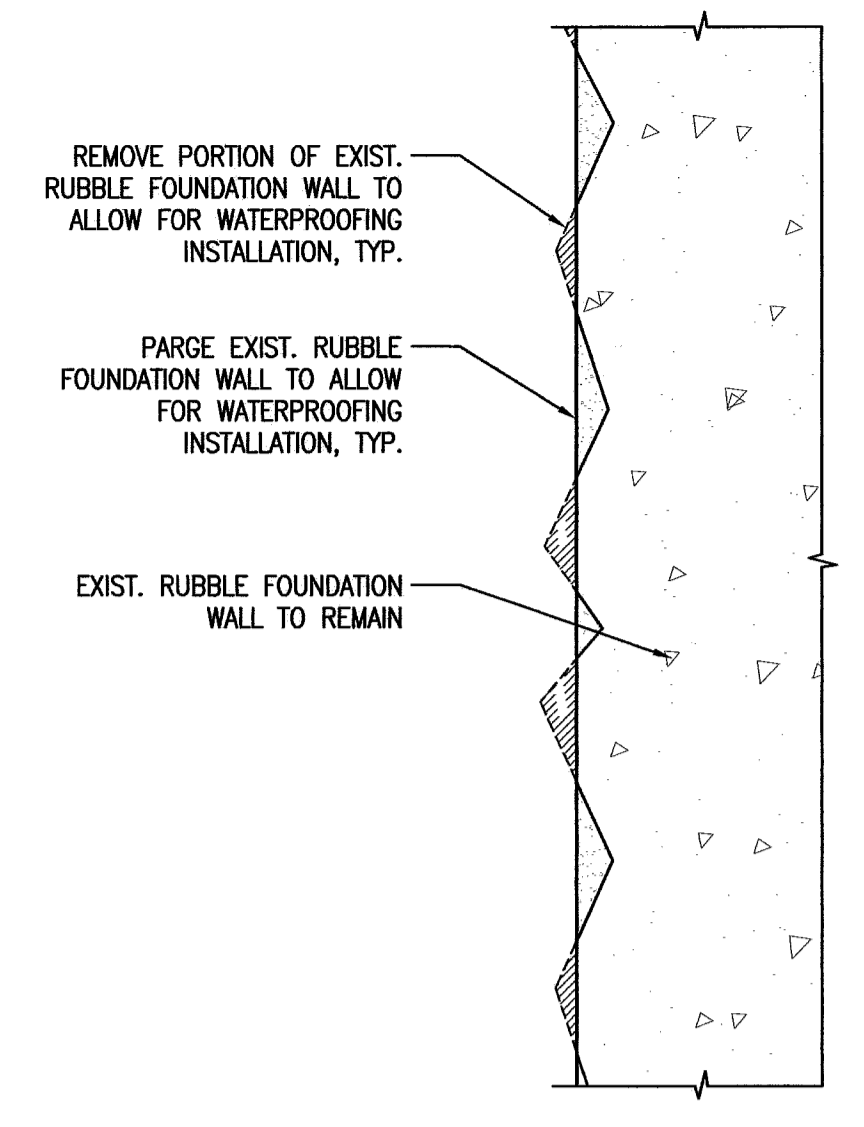 REMOVE PORTION OF EXIST.
RUBBLE FOUNDATION WALL TO
ALLOW FOR WATERPROOFING
INSTALLATION, TYP.
PARGE EXIST. RUBBLE
FOUNDATION WALL TO ALLOW
FOR WATERPROOFING
INSTALLATION, TYP.
EXIST. RUBBLE FOUNDATION
WALL TO REMAIN